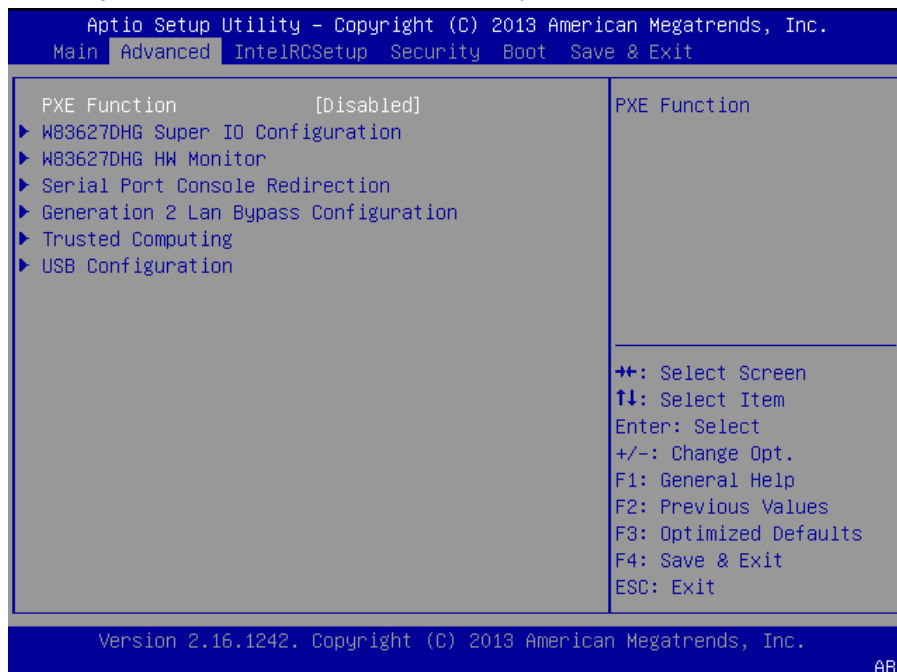 Aptio Setup Utility – Copyright (C) 2013 American Megatrends, Inc.
Main Advanced IntelRCSetup Security Boot Save & Exit
PXE Function [Disabled]
W83627DHG Super IO Configuration
W83627DHG HW Monitor
Serial Port Console Redirection
Generation 2 Lan Bypass Configuration
Trusted Computing
USB Configuration
PXE Function
→←: Select Screen
↑↓: Select Item
Enter: Select
+/-: Change Opt.
F1: General Help
F2: Previous Values
F3: Optimized Defaults
F4: Save & Exit
ESC: Exit
Version 2.16.1242. Copyright (C) 2013 American Megatrends, Inc.
AB